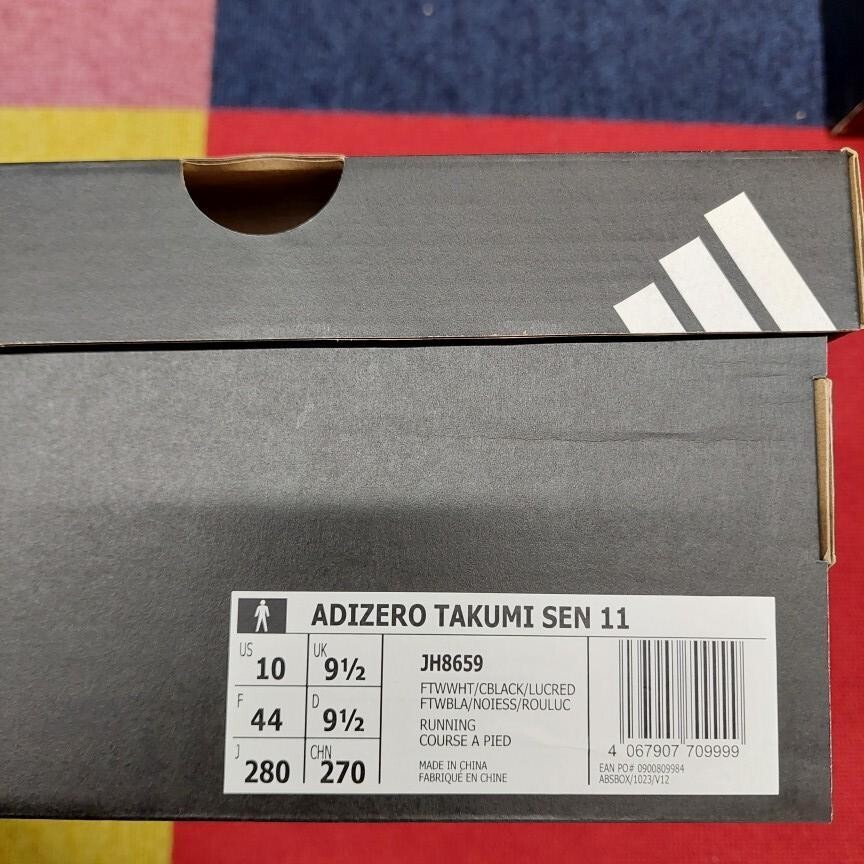 ADIZERO TAKUMI SEN 11
US 10 UK 9½
F 44 D 9½
J 280 CHN 270
JH8659
FTWWHT/CBLACK/LUCRED
FTWBLA/NOIESS/ROULUC
RUNNING
COURSE A PIED
MADE IN CHINA
FABRIQUÉ EN CHINE
4 067907 709999
EAN PO# 0900809984
ABSBOX/1023/V12